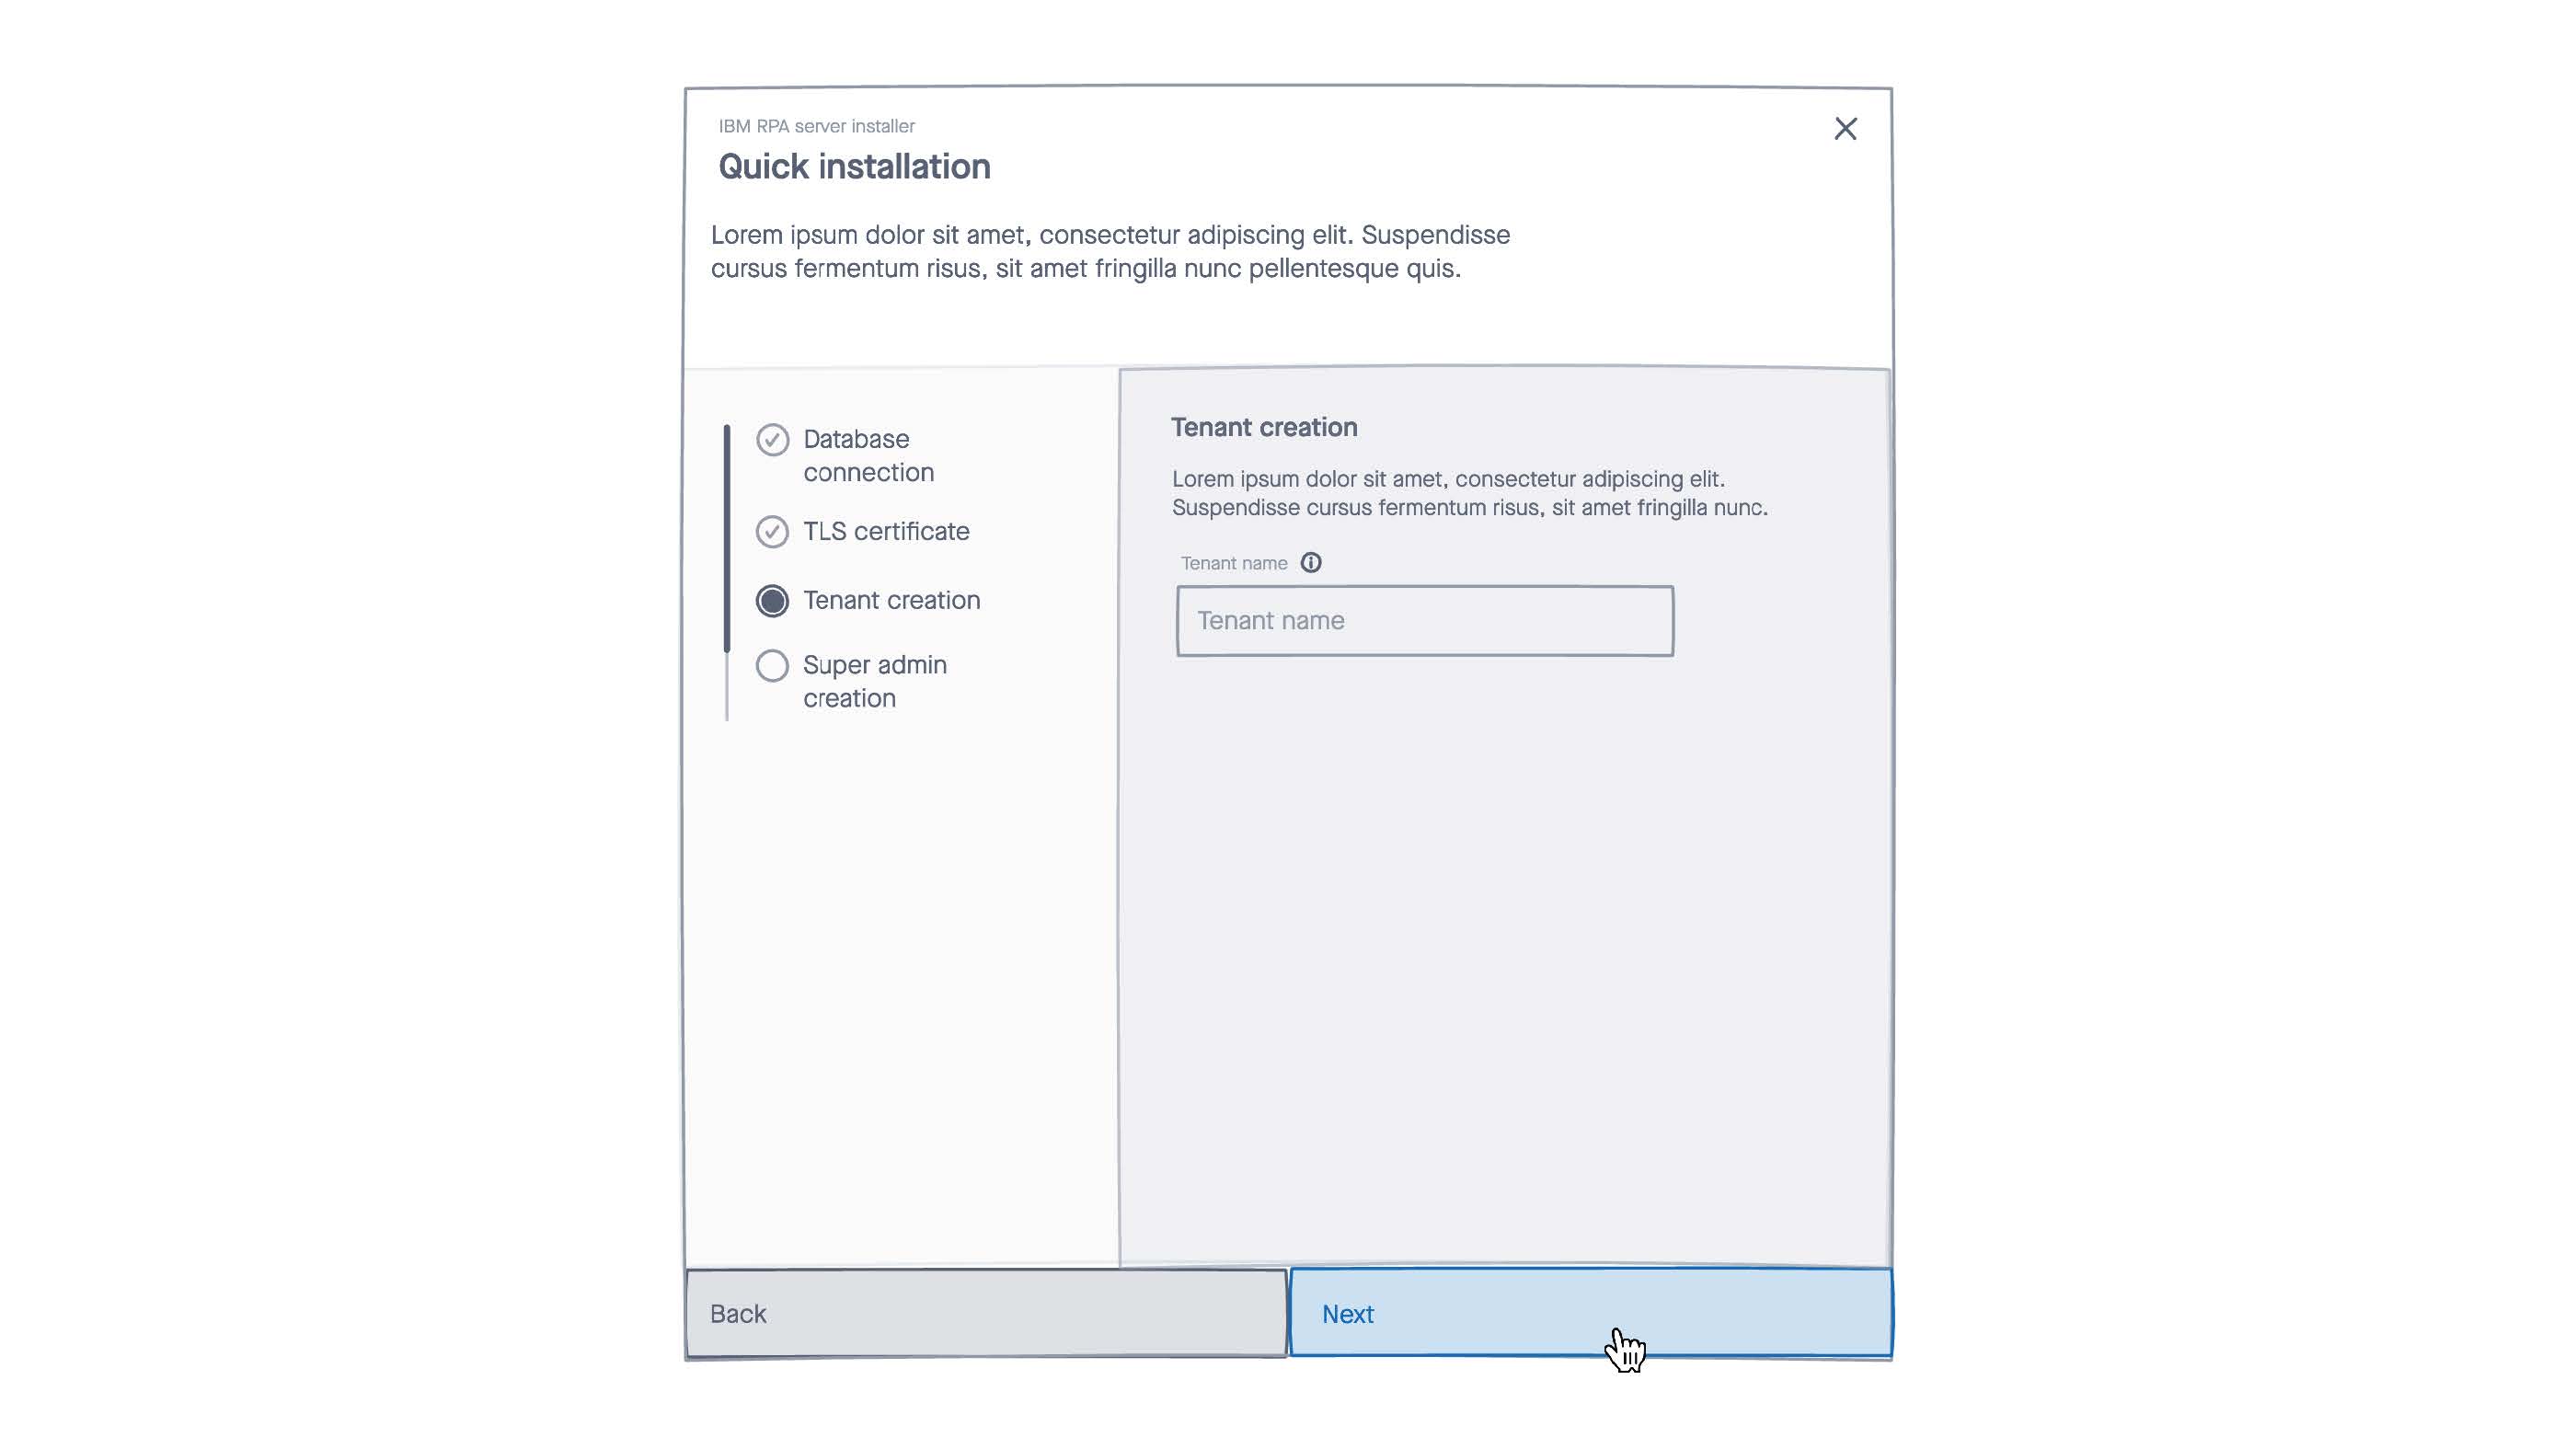 IBM RPA server installer
Quick installation
Lorem ipsum dolor sit amet, consectetur adipiscing elit. Suspendisse
cursus fermentum risus, sit amet fringilla nunc pellentesque quis.
Database
connection
TLS certificate
Tenant creation
Super admin
creation
Tenant creation
Lorem ipsum dolor sit amet, consectetur adipiscing elit.
Suspendisse cursus fermentum risus, sit amet fringilla nunc.
Tenant name
Tenant name
Back
Next